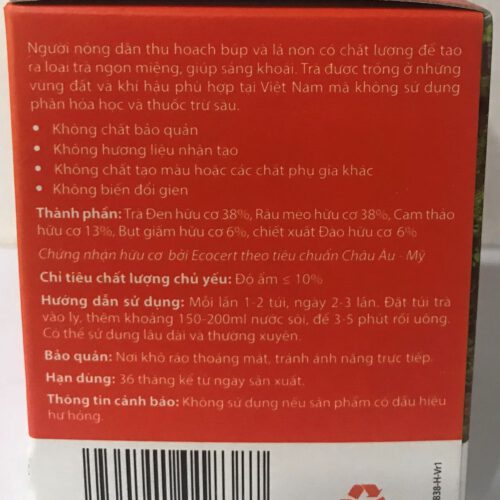 Người nông dân thu hoạch búp và lá non có chất lượng để tạo
ra loại trà ngon miệng, giúp sảng khoái. Trà được trồng ở những
vùng đất và khí hậu phù hợp tại Việt Nam mà không sử dụng
phân hóa học và thuốc trừ sâu.
• Không chất bảo quản
• Không hương liệu nhân tạo
• Không chất tạo màu hoặc các chất phụ gia khác
• Không biến đổi gien
Thành phần: Trà Đen hữu cơ 38%, Râu mèo hữu cơ 38%, Cam thảo
hữu cơ 13%, Bụt giấm hữu cơ 6%, chiết xuất Đào hữu cơ 6%
Chứng nhận hữu cơ bởi Ecocert theo tiêu chuẩn Châu Âu - Mỹ
Chỉ tiêu chất lượng chủ yếu: Độ ẩm ≤ 10%
Hướng dẫn sử dụng: Mỗi lần 1-2 túi, ngày 2-3 lần. Đặt túi trà
vào ly, thêm khoảng 150-200ml nước sôi, để 3-5 phút rồi uống.
Có thể sử dụng lâu dài và thường xuyên.
Bảo quản: Nơi khô ráo thoáng mát, tránh ánh nắng trực tiếp.
Hạn dùng: 36 tháng kể từ ngày sản xuất.
Thông tin cảnh báo: Không sử dụng nếu sản phẩm có dấu hiệu
hư hỏng.
838-H-Vr1